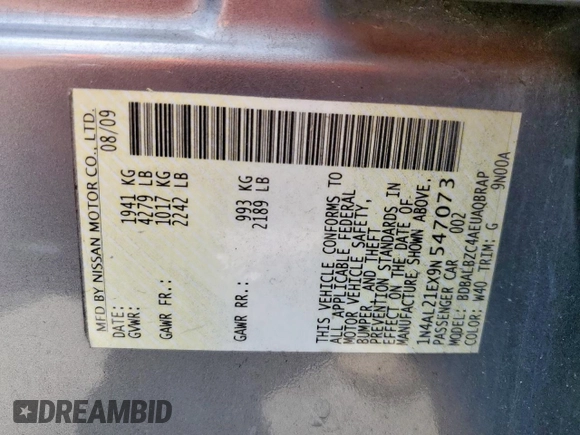 MFD BY NISSAN MOTOR CO., LTD.
DATE: 08/09
GVWR: 1941 KG
4279 LB
GAWR FR.: 1017 KG
2242 LB
GAWR RR.: 993 KG
2189 LB
THIS VEHICLE CONFORMS TO
ALL APPLICABLE FEDERAL
MOTOR VEHICLE SAFETY,
BUMPER, AND THEFT
PREVENTION STANDARDS IN
EFFECT ON THE DATE OF
MANUFACTURE SHOWN ABOVE.
1N4AL21EX9N547073
PASSENGER CAR 002
MODEL: BDBALBZC4AEUAQBRAP
COLOR: W40 TRIM: G 9N00A
DREAMBID